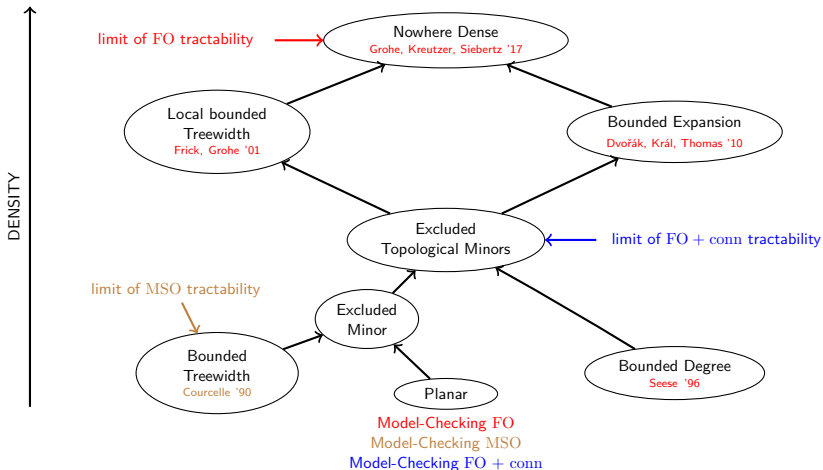 Nowhere Dense
Grohe, Kreutzer, Siebertz '17
limit of FO tractability
Local bounded
Treewidth
Frick, Grohe '01
Bounded Expansion
Dvořák, Král, Thomas '10
DENSITY
Excluded
Topological Minors
limit of FO + conn tractability
limit of MSO tractability
Excluded
Minor
Bounded
Treewidth
Courcelle '90
Planar
Bounded Degree
Seese '96
Model-Checking FO
Model-Checking MSO
Model-Checking FO + conn